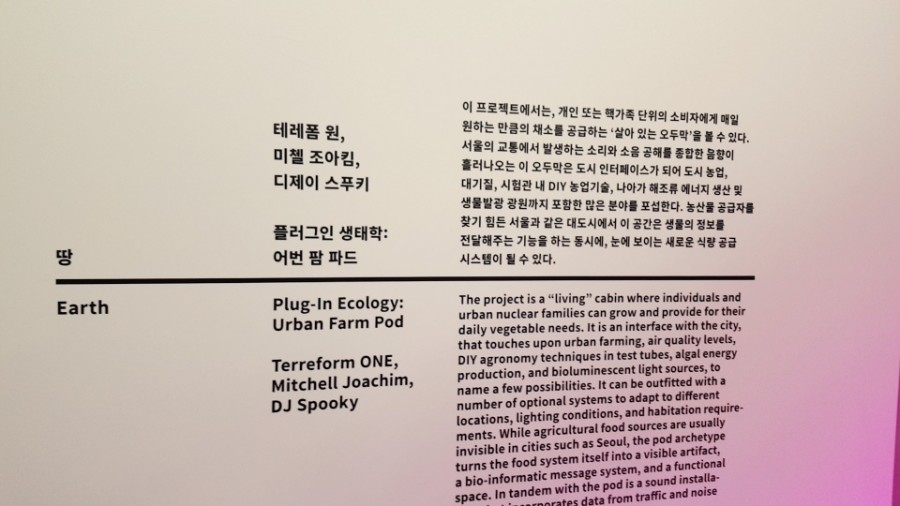 땅
테레폼 원,
미첼 조아킴,
디제이 스푸키
플러그인 생태학:
어번 팜 파드
이 프로젝트에서는, 개인 또는 핵가족 단위의 소비자에게 매일
원하는 만큼의 채소를 공급하는 ‘살아 있는 오두막’을 볼 수 있다.
서울의 교통에서 발생하는 소리와 소음 공해를 종합한 음향이
흘러나오는 이 오두막은 도시 인터페이스가 되어 도시 농업,
대기질, 시험관 내 DIY 농업기술, 나아가 해조류 에너지 생산 및
생물발광 광원까지 포함한 많은 분야를 포섭한다. 농산물 공급자를
찾기 힘든 서울과 같은 대도시에서 이 공간은 생물의 정보를
전달해주는 기능을 하는 동시에, 눈에 보이는 새로운 식량 공급
시스템이 될 수 있다.
Earth
Plug-In Ecology:
Urban Farm Pod
Terreform ONE,
Mitchell Joachim,
DJ Spooky
The project is a “living” cabin where individuals and
urban nuclear families can grow and provide for their
daily vegetable needs. It is an interface with the city,
that touches upon urban farming, air quality levels,
DIY agronomy techniques in test tubes, algal energy
production, and bioluminescent light sources, to
name a few possibilities. It can be outfitted with a
number of optional systems to adapt to different
locations, lighting conditions, and habitation require-
ments. While agricultural food sources are usually
invisible in cities such as Seoul, the pod archetype
turns the food system itself into a visible artifact,
a bio-informatic message system, and a functional
space. In tandem with the pod is a sound installa-
incorporates data from traffic and noise